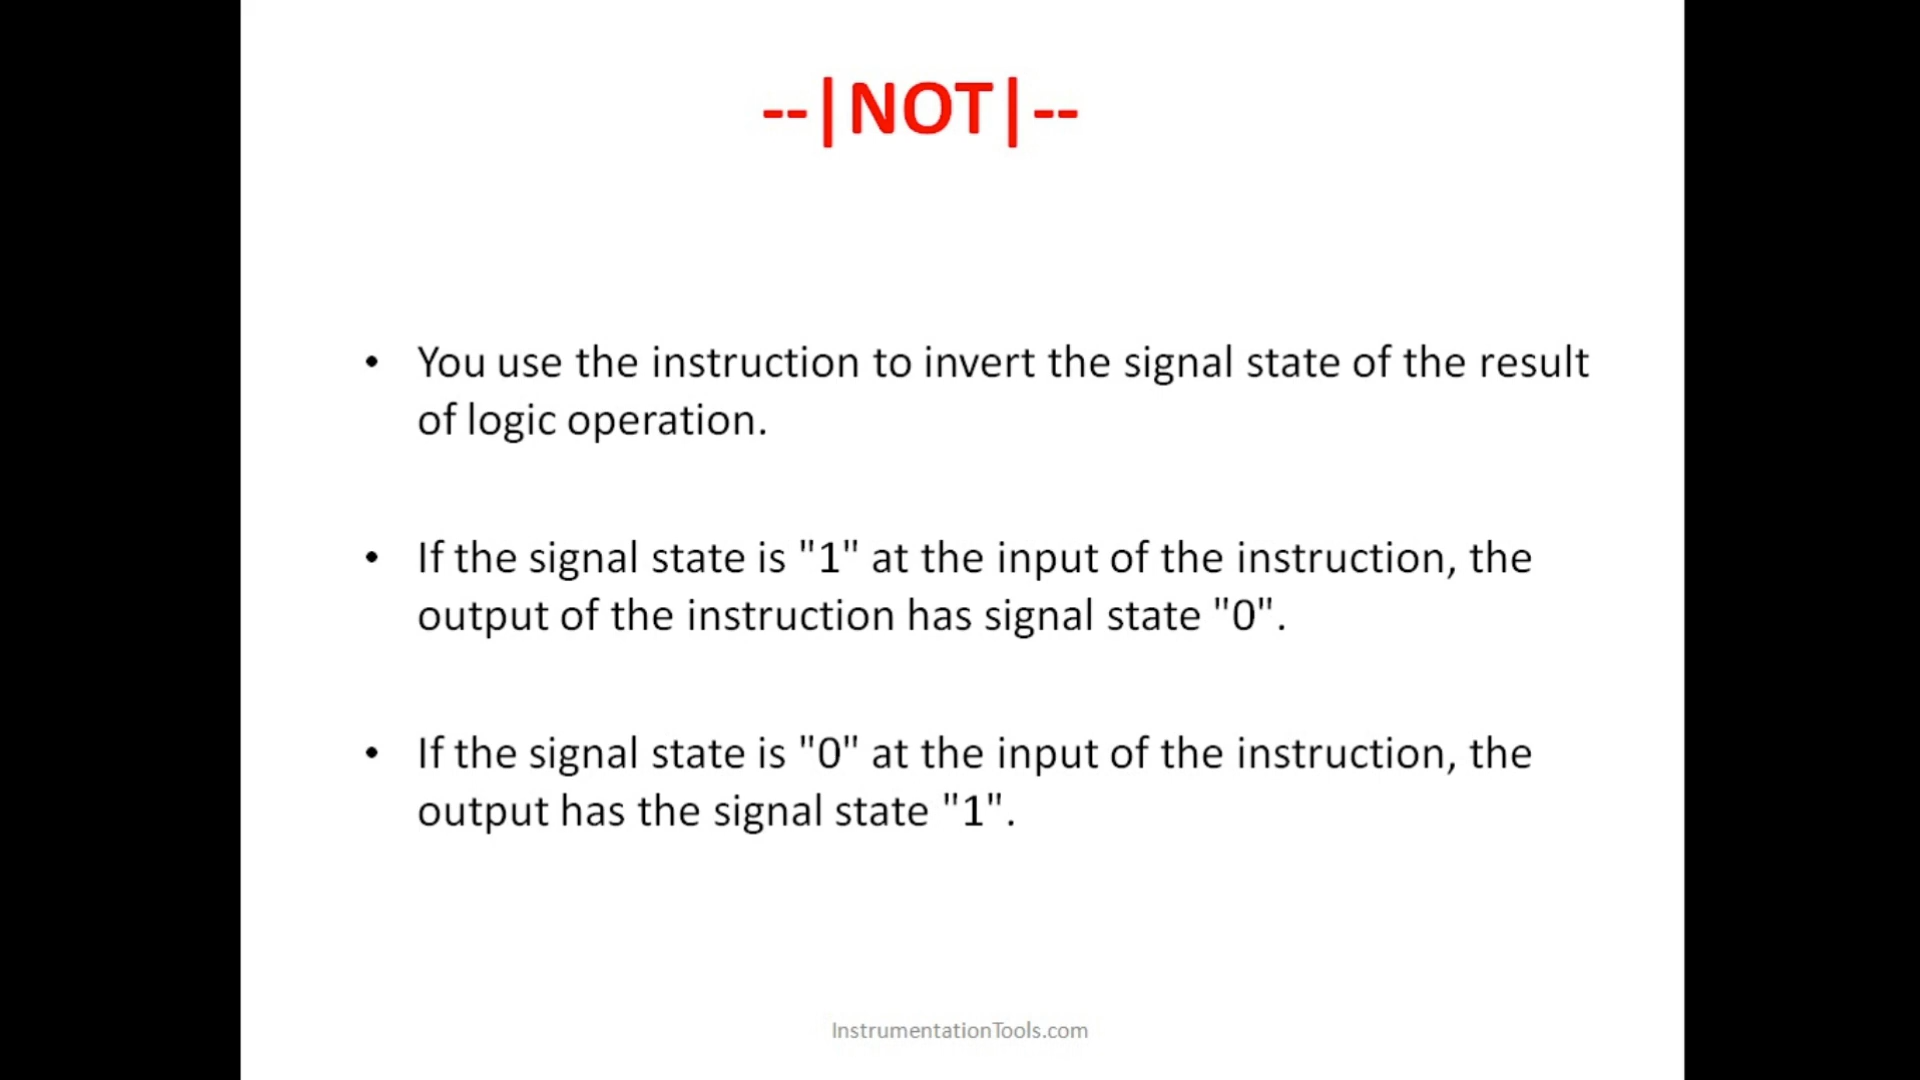 --|NOT|--
• You use the instruction to invert the signal state of the result
of logic operation.
• If the signal state is "1" at the input of the instruction, the
output of the instruction has signal state "0".
• If the signal state is "0" at the input of the instruction, the
output has the signal state "1".
InstrumentationTools.com